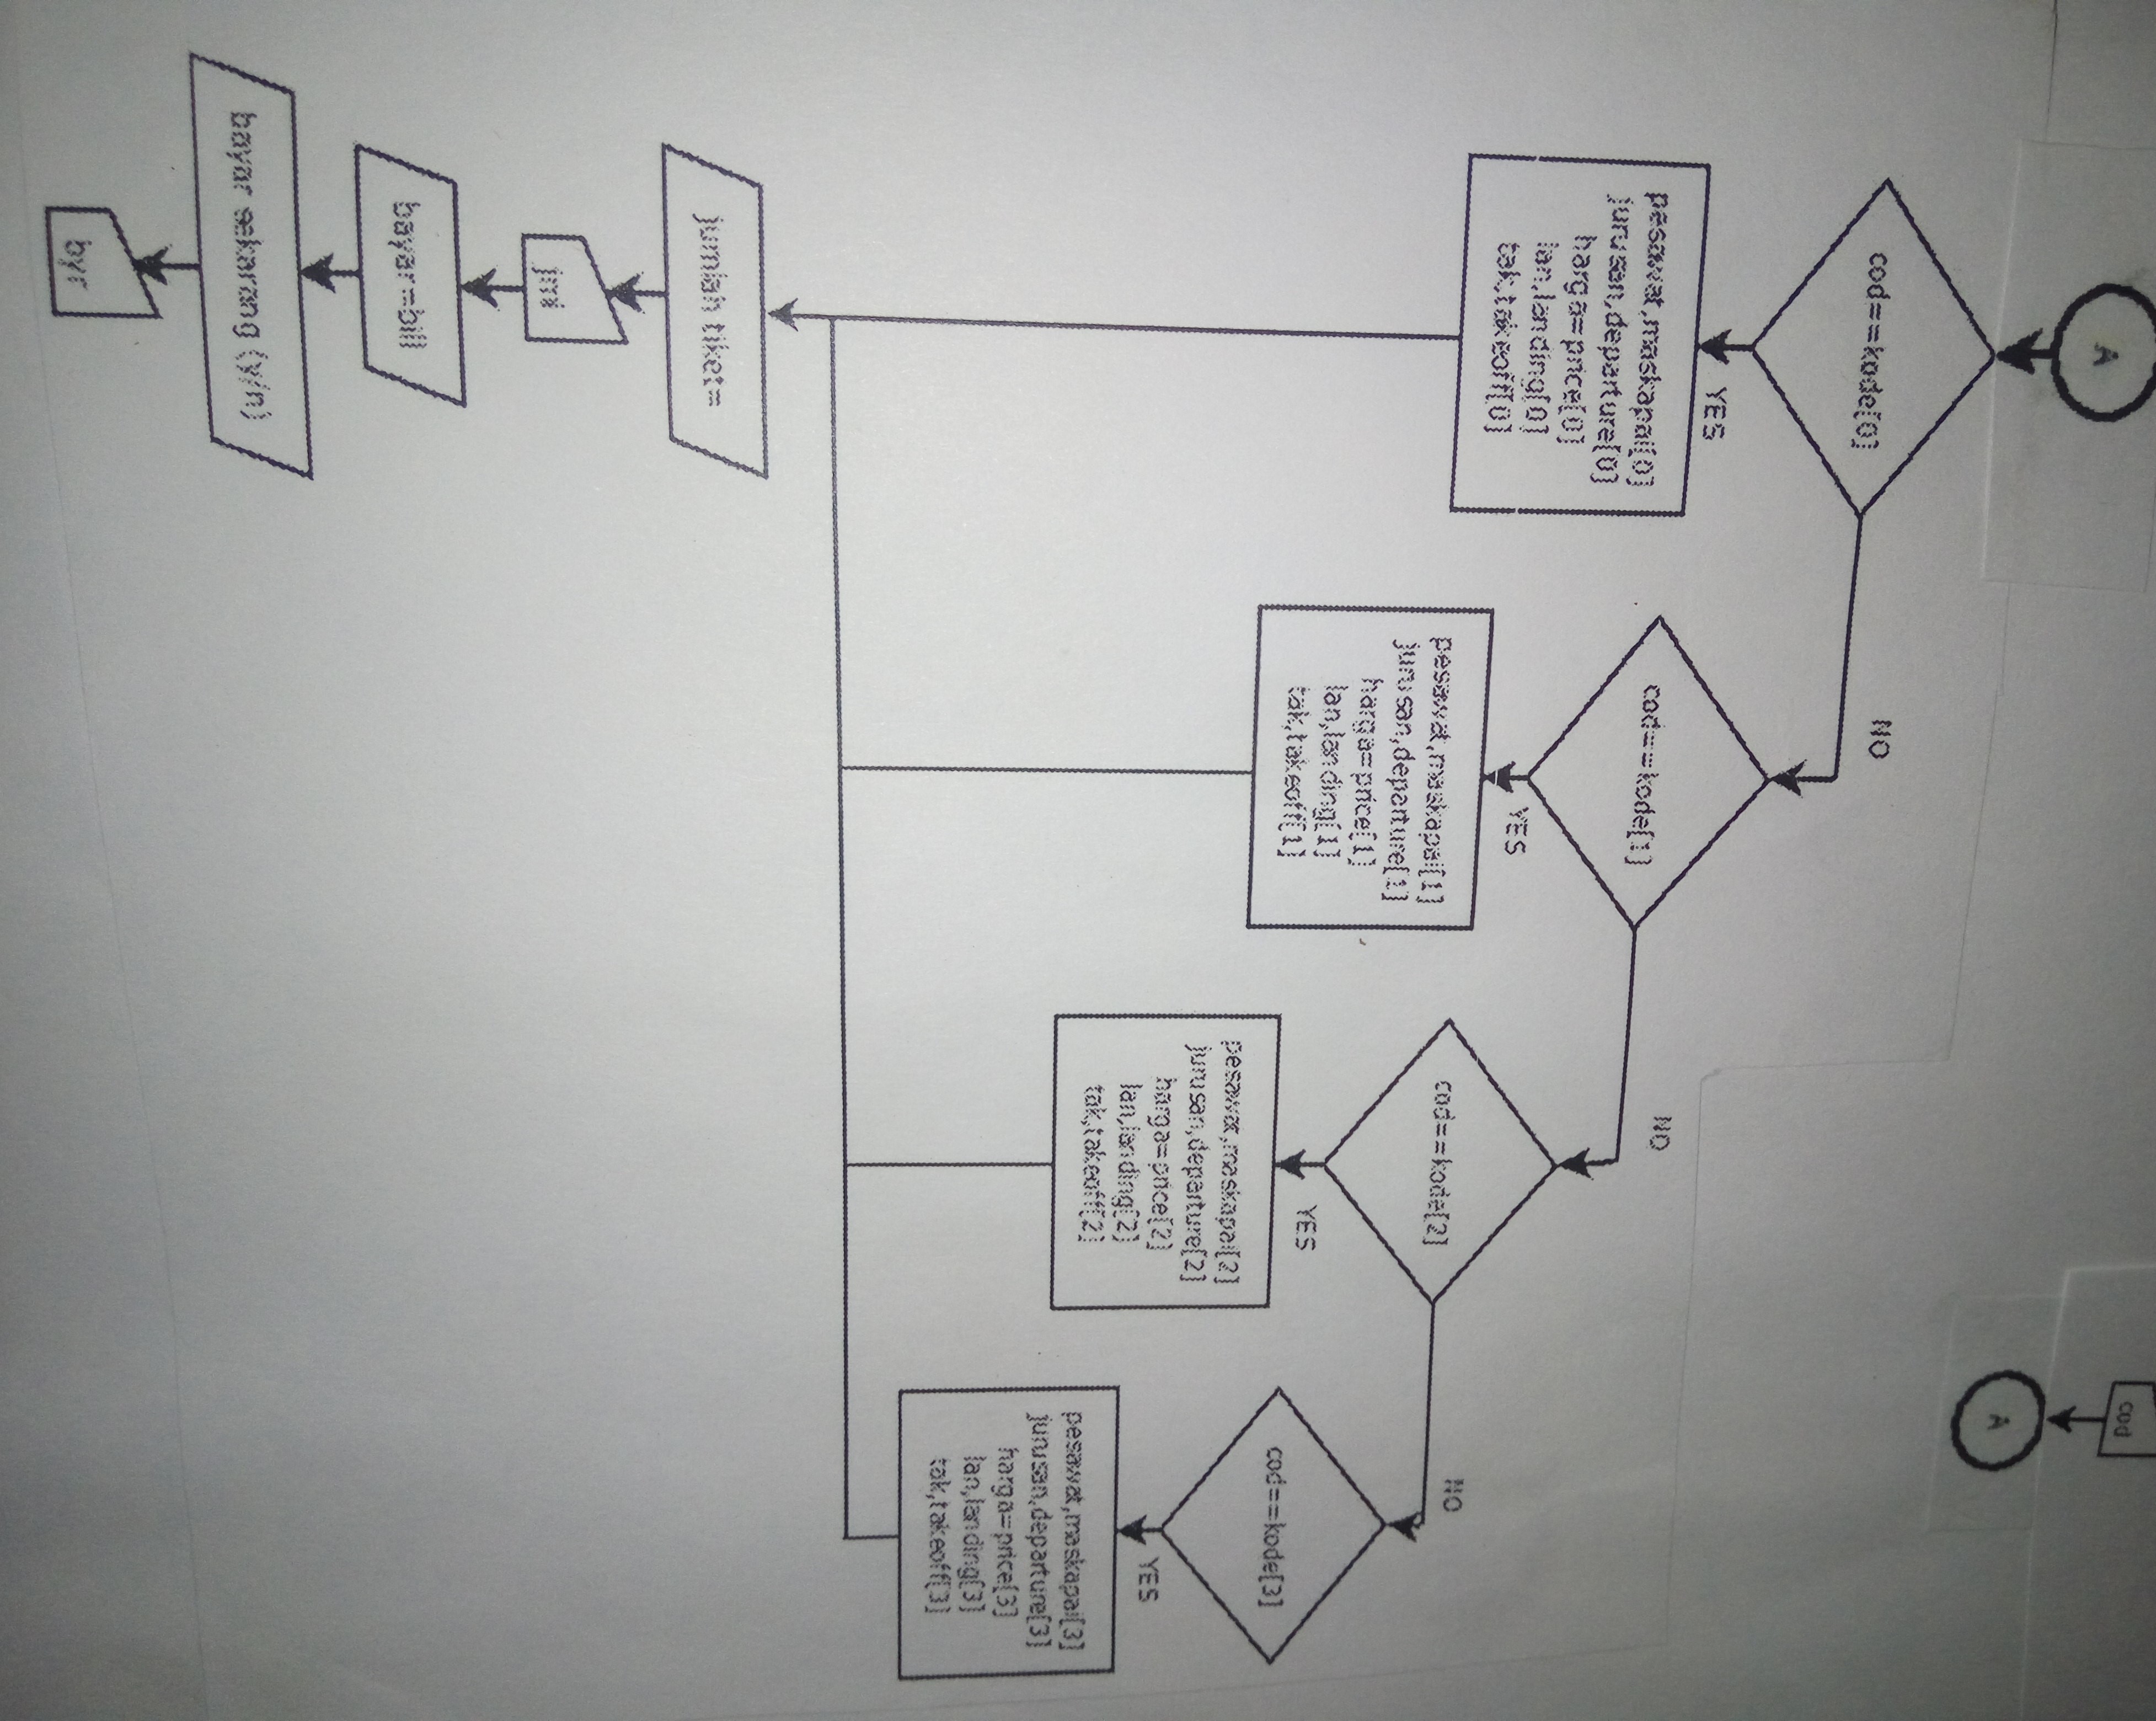 A
cod==kode[0]
YES
NO
pesawat,maskapai[0]
jurusan,departure[0]
harga=price[0]
lan,landing[0]
tak,takeoff[0]
cod==kode[1]
YES
NO
pesawat,maskapai[1]
jurusan,departure[1]
harga=price[1]
lan,landing[1]
tak,takeoff[1]
cod==kode[2]
YES
NO
pesawat,maskapai[2]
jurusan,departure[2]
harga=price[2]
lan,landing[2]
tak,takeoff[2]
cod==kode[3]
YES
pesawat,maskapai[3]
jurusan,departure[3]
harga=price[3]
lan,landing[3]
tak,takeoff[3]
jumlah tiket=
jml
bayar=bill
bayar sekarang (y/n)
byr
cod
A